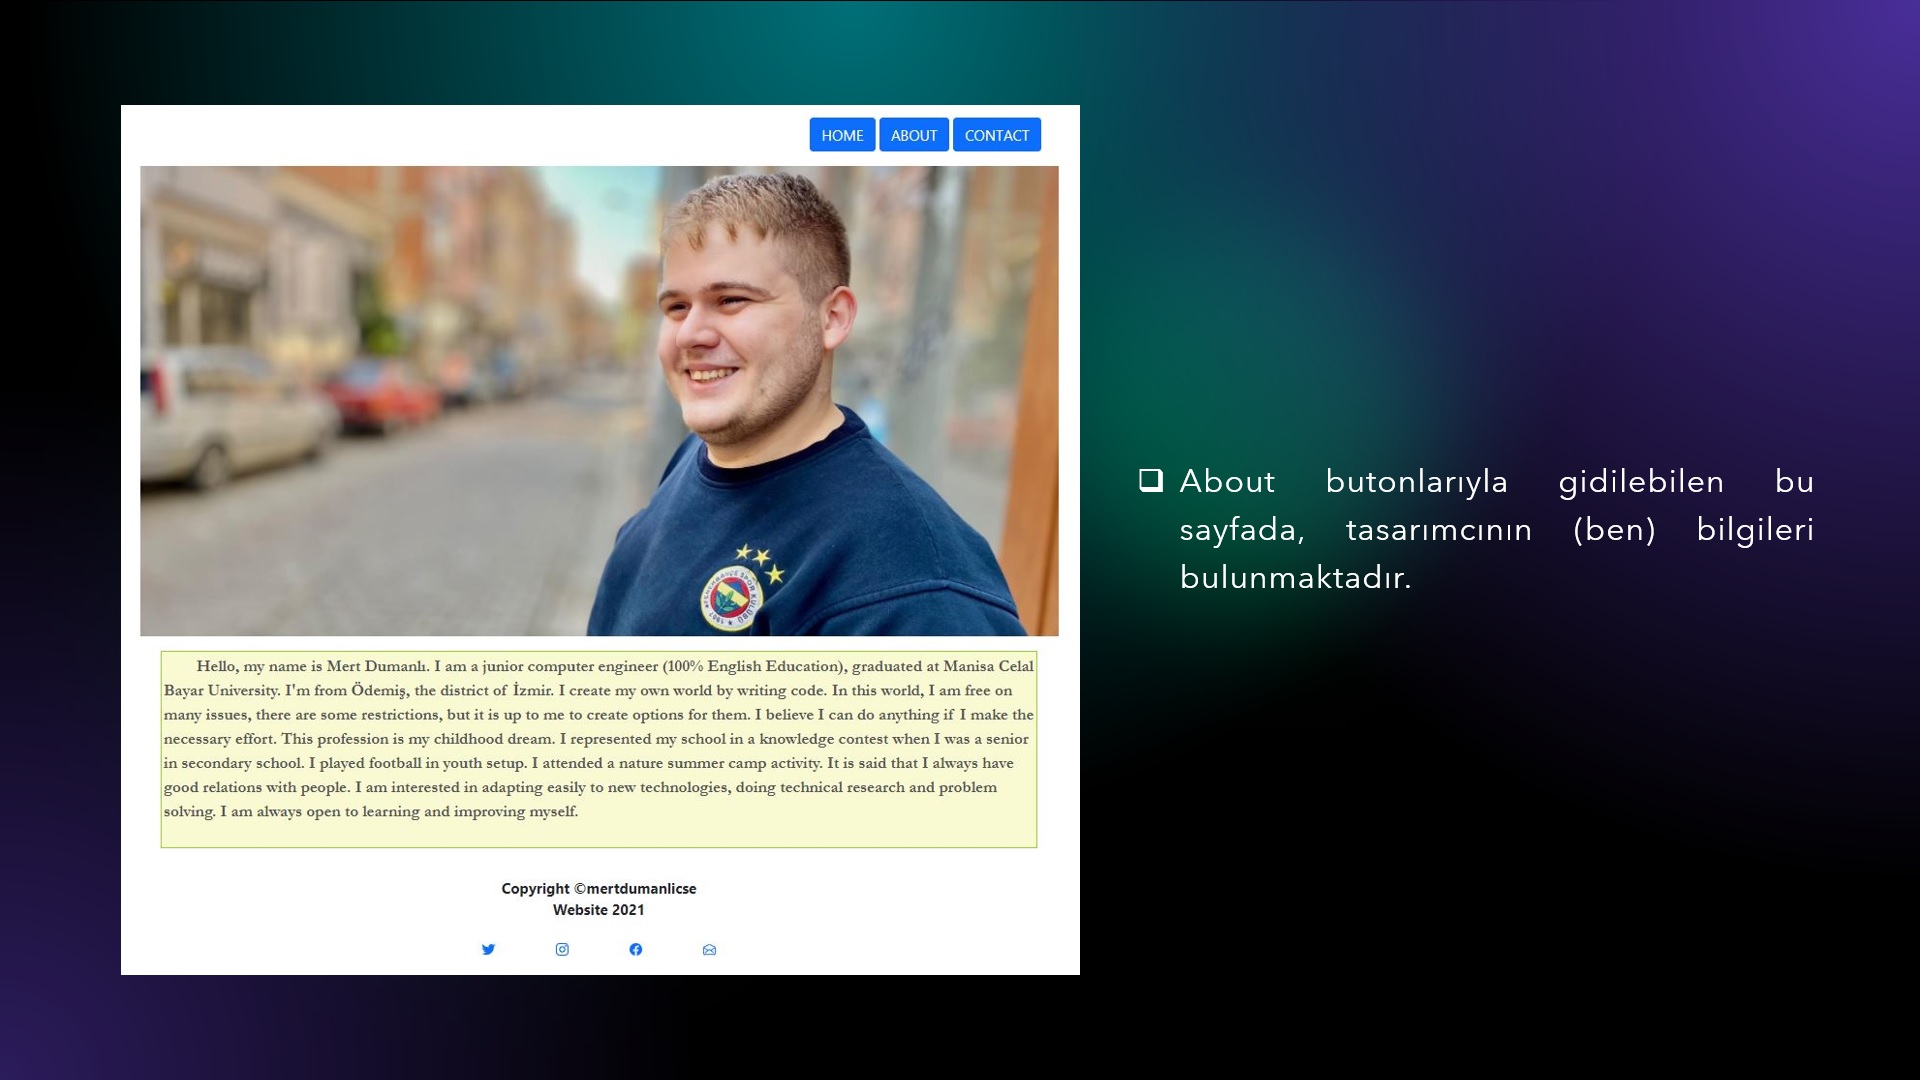 HOME ABOUT CONTACT
FENERBAHÇE SPOR KULÜBÜ
★ 1907 ★
Hello, my name is Mert Dumanlı. I am a junior computer engineer (100% English Education), graduated at Manisa Celal
Bayar University. I'm from Ödemiş, the district of İzmir. I create my own world by writing code. In this world, I am free on
many issues, there are some restrictions, but it is up to me to create options for them. I believe I can do anything if I make the
necessary effort. This profession is my childhood dream. I represented my school in a knowledge contest when I was a senior
in secondary school. I played football in youth setup. I attended a nature summer camp activity. It is said that I always have
good relations with people. I am interested in adapting easily to new technologies, doing technical research and problem
solving. I am always open to learning and improving myself.
Copyright ©mertdumanlicse
Website 2021
About butonlarıyla gidilebilen bu
sayfada, tasarımcının (ben) bilgileri
bulunmaktadır.